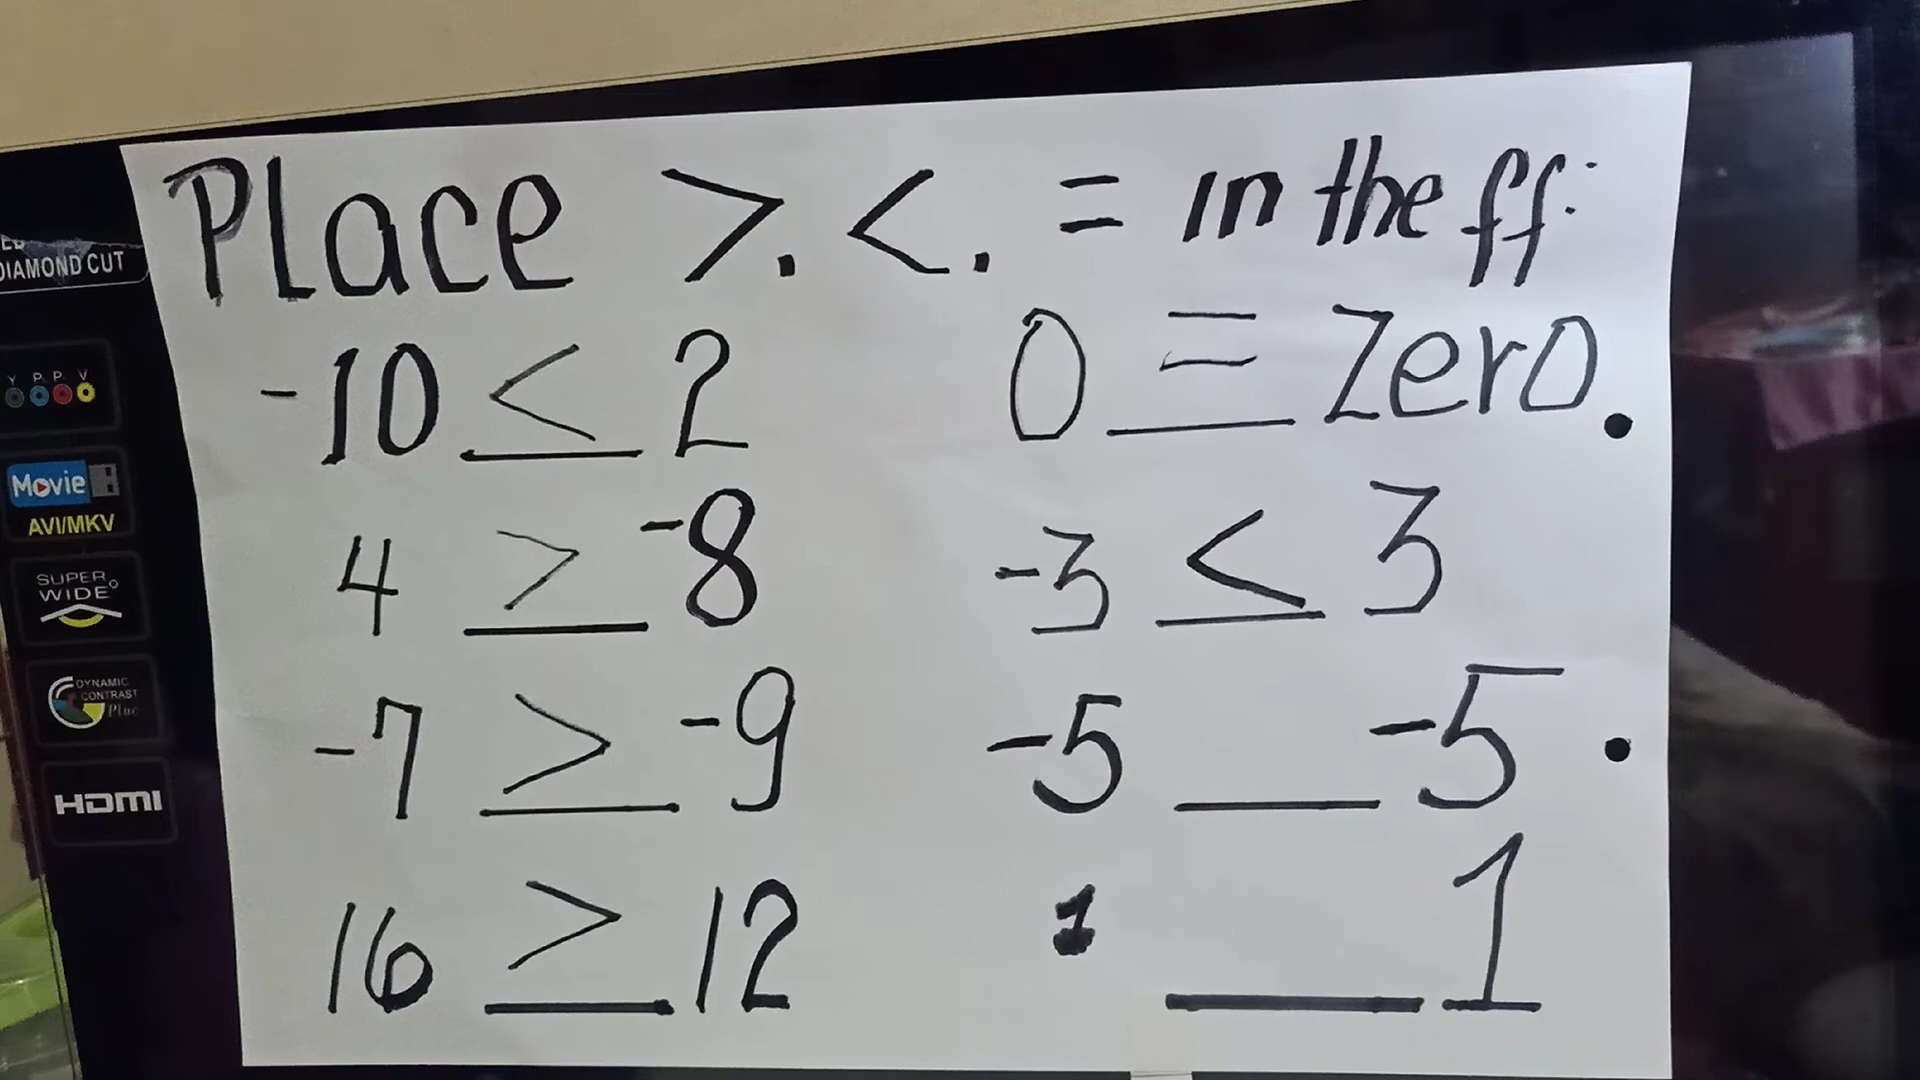 Place >. <. = in the ff:
-10 < 2
0 = Zero.
4 > -8
-3 < 3
-7 > -9
-5 ___ -5 .
16 > 12
1 ___ 1
DIAMOND CUT
Y P P V
Movie
AVI/MKV
SUPER
WIDE
DYNAMIC
CONTRAST
Plus
HDMI